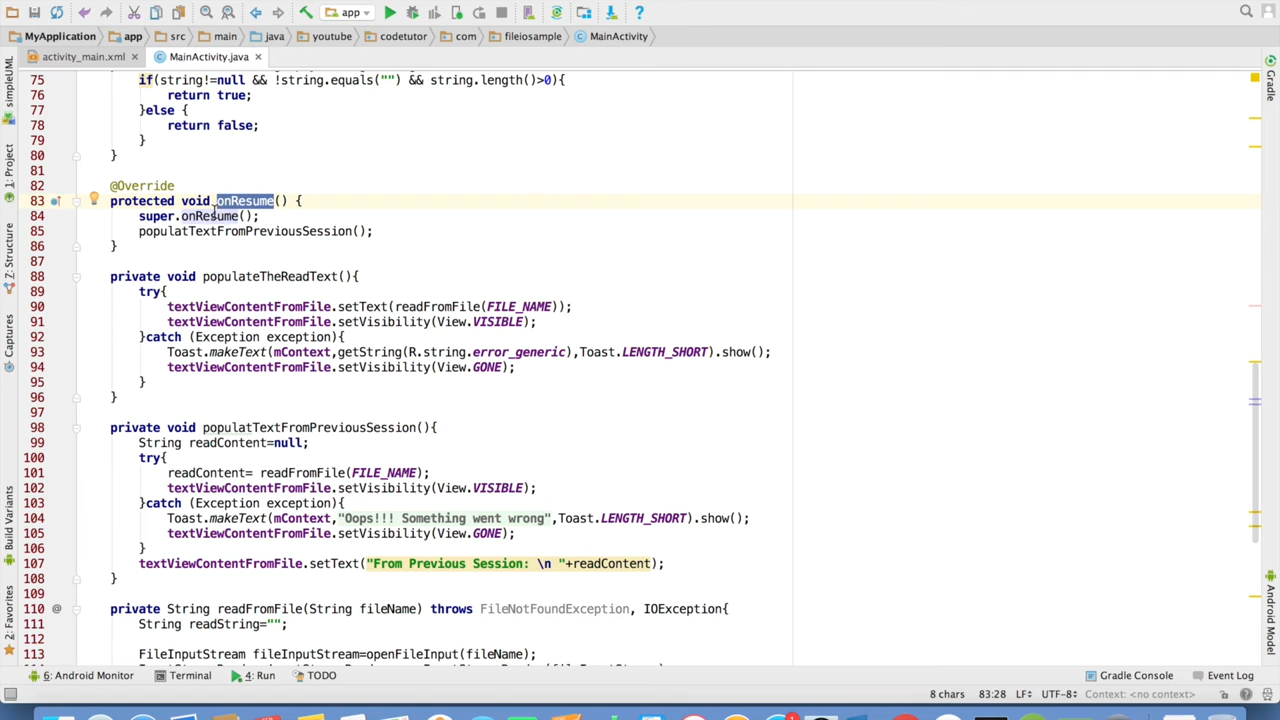 app
MyApplication app src main java youtube codetutor com fileiosample MainActivity
activity_main.xml × MainActivity.java ×
simpleUML
1: Project
7: Structure
Captures
Build Variants
2: Favorites
75 if(string!=null && !string.equals("") && string.length()>0){
76 return true;
77 }else {
78 return false;
79 }
80 }
81
82 @Override
83 protected void onResume() {
84 super.onResume();
85 populatTextFromPreviousSession();
86 }
87
88 private void populateTheReadText(){
89 try{
90 textViewContentFromFile.setText(readFromFile(FILE_NAME));
91 textViewContentFromFile.setVisibility(View.VISIBLE);
92 }catch (Exception exception){
93 Toast.makeText(mContext,getString(R.string.error_generic),Toast.LENGTH_SHORT).show();
94 textViewContentFromFile.setVisibility(View.GONE);
95 }
96 }
97
98 private void populatTextFromPreviousSession(){
99 String readContent=null;
100 try{
101 readContent= readFromFile(FILE_NAME);
102 textViewContentFromFile.setVisibility(View.VISIBLE);
103 }catch (Exception exception){
104 Toast.makeText(mContext,"Oops!!! Something went wrong",Toast.LENGTH_SHORT).show();
105 textViewContentFromFile.setVisibility(View.GONE);
106 }
107 textViewContentFromFile.setText("From Previous Session: \n "+readContent);
108 }
109
110 @ private String readFromFile(String fileName) throws FileNotFoundException, IOException{
111 String readString="";
112
113 FileInputStream fileInputStream=openFileInput(fileName);
Gradle
Android Model
6: Android Monitor Terminal 4: Run TODO Gradle Console Event Log
8 chars 83:28 LF÷ UTF-8÷ Context: <no context>